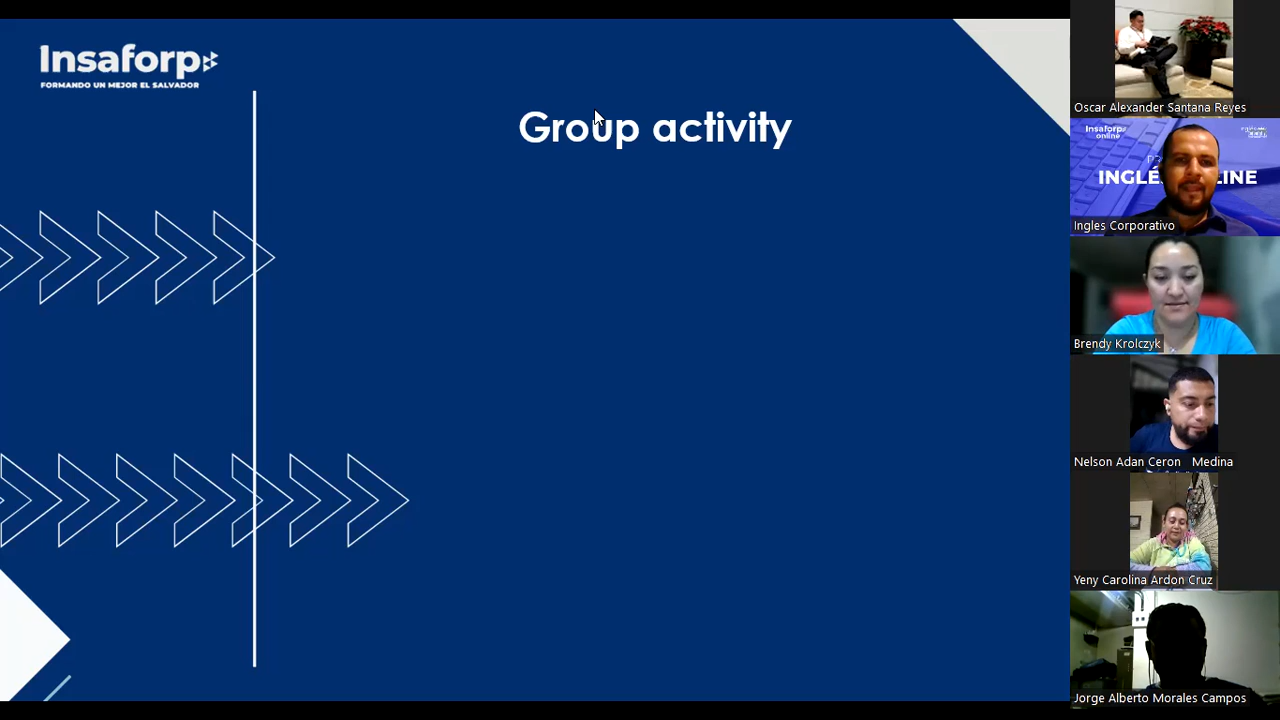 Insaforp
FORMANDO UN MEJOR EL SALVADOR
Group activity
Oscar Alexander Santana Reyes
Insaforp
online
INGLÉ
LINE
Ingles Corporativo
Brendy Krolczyk
Nelson Adan Ceron Medina
Yeny Carolina Ardon Cruz
Jorge Alberto Morales Campos